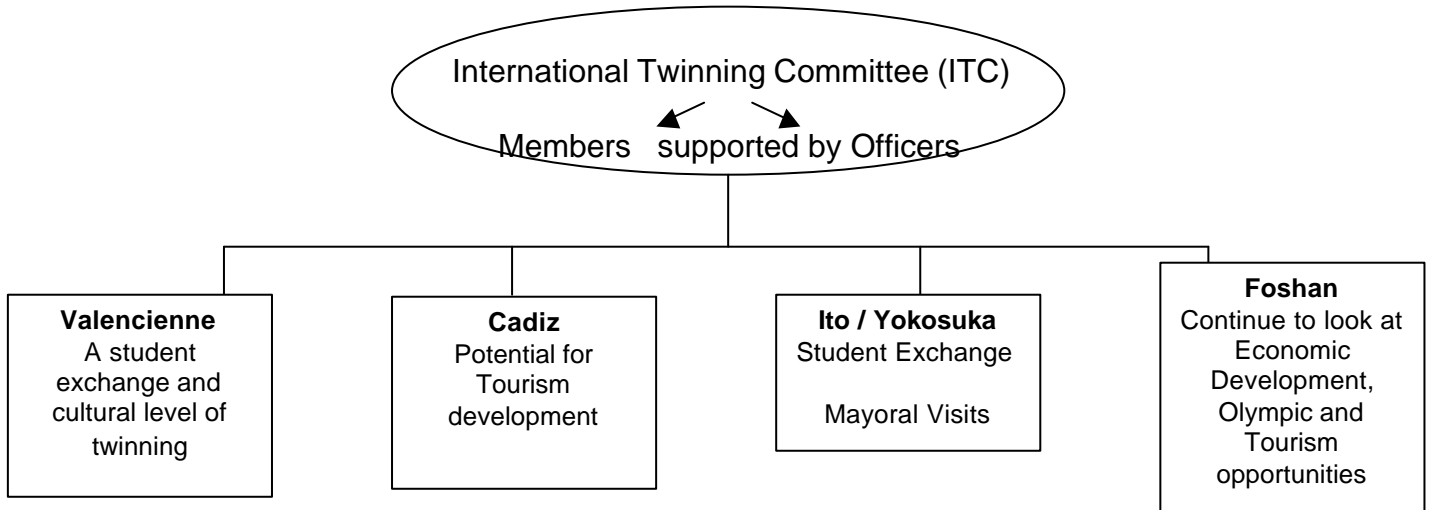 International Twinning Committee (ITC)
Members supported by Officers
Valencienne
A student
exchange and
cultural level of
twinning
Cadiz
Potential for
Tourism
development
Ito / Yokosuka
Student Exchange
Mayoral Visits
Foshan
Continue to look at
Economic
Development,
Olympic and
Tourism
opportunities